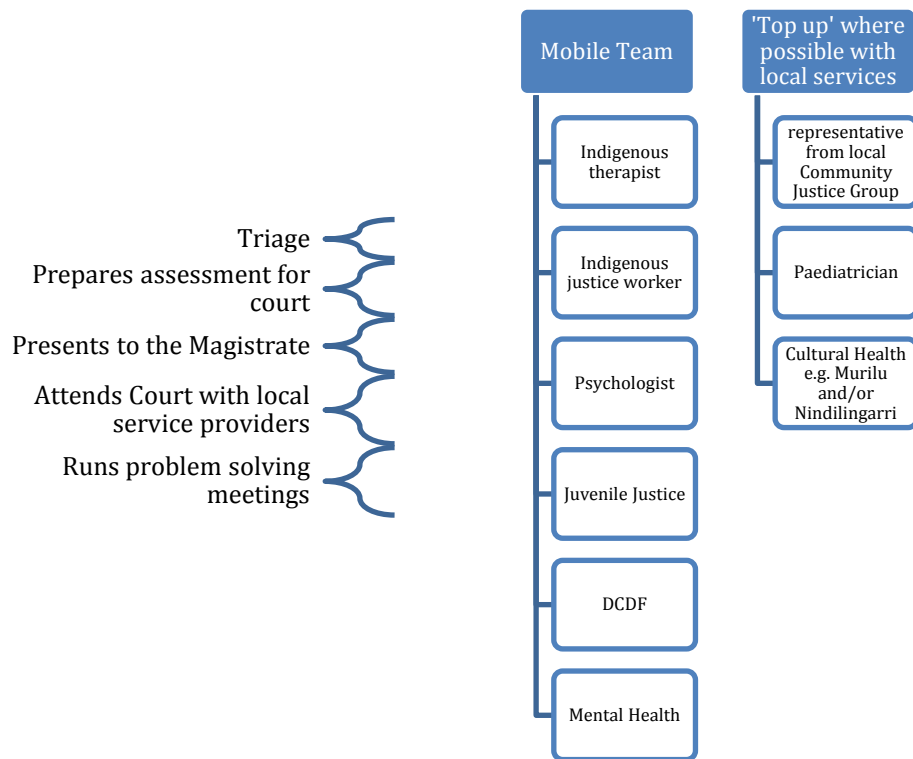 Triage
Prepares assessment for
court
Presents to the Magistrate
Attends Court with local
service providers
Runs problem solving
meetings
Mobile Team
Indigenous
therapist
Indigenous
justice worker
Psychologist
Juvenile Justice
DCDF
Mental Health
'Top up' where
possible with
local services
representative
from local
Community
Justice Group
Paediatrician
Cultural Health
e.g. Murilu
and/or
Nindilingarri